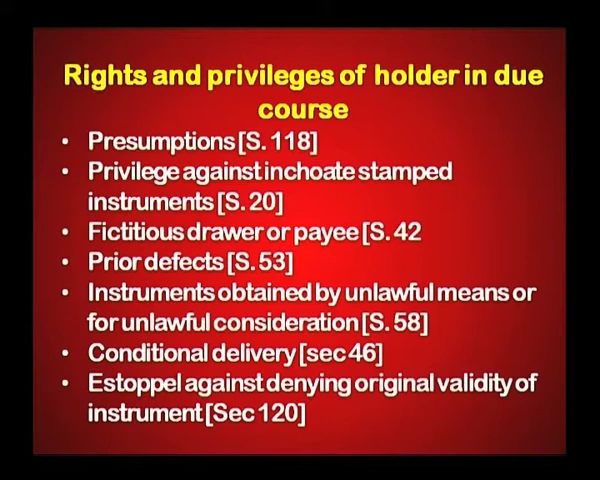 Rights and privileges of holder in due
course
• Presumptions [S. 118]
• Privilege against inchoate stamped
instruments [S. 20]
• Fictitious drawer or payee [S. 42
• Prior defects [S. 53]
• Instruments obtained by unlawful means or
for unlawful consideration [S. 58]
• Conditional delivery [sec 46]
• Estoppel against denying original validity of
instrument [Sec 120]